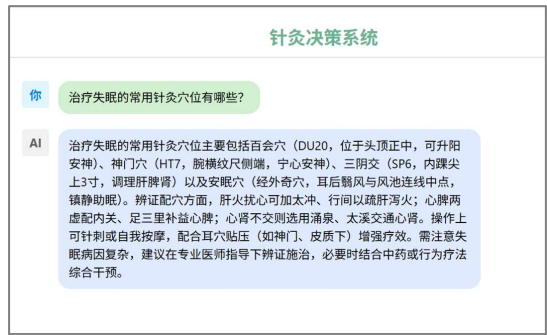 针灸决策系统
你
治疗失眠的常用针灸穴位有哪些？
AI
治疗失眠的常用针灸穴位主要包括百会穴（DU20，位于头顶正中，可升阳
安神）、神门穴（HT7，腕横纹尺侧端，宁心安神）、三阴交（SP6，内踝尖
上3寸，调理肝脾肾）以及安眠穴（经外奇穴，耳后翳风与风池连线中点，
镇静助眠）。辨证配穴方面，肝火扰心可加太冲、行间以疏肝泻火；心脾两
虚配内关、足三里补益心脾；心肾不交则选用涌泉、太溪交通心肾。操作上
可针刺或自我按摩，配合耳穴贴压（如神门、皮质下）增强疗效。需注意失
眠病因复杂，建议在专业医师指导下辨证施治，必要时结合中药或行为疗法
综合干预。